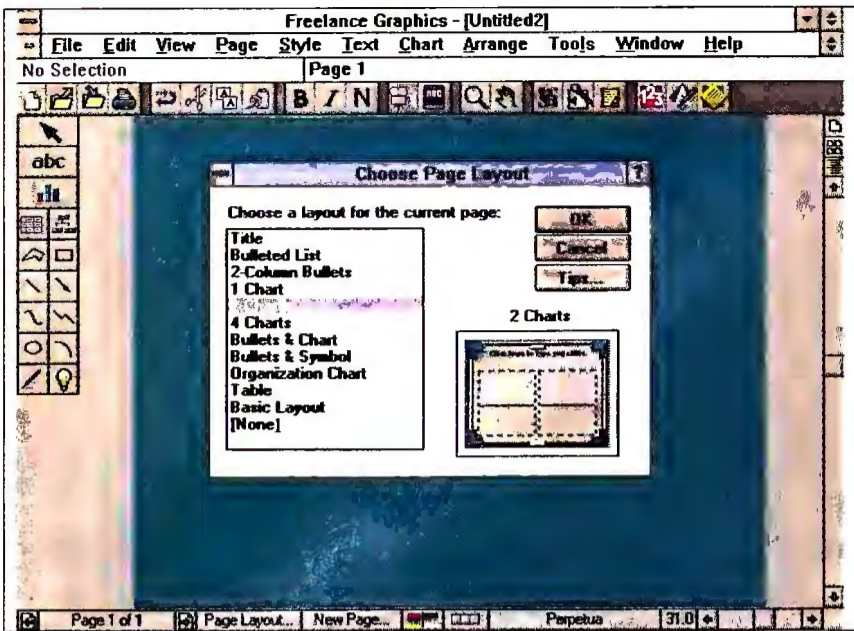 Freelance Graphics - [Untitled2]
File Edit View Page Style Text Chart Arrange Tools Window Help
No Selection Page 1
B I N
abc
Choose Page Layout ?
Choose a layout for the current page:
OK
Cancel
Tips...
Title
Bulleted List
2-Column Bullets
1 Chart
4 Charts
Bullets & Chart
Bullets & Symbol
Organization Chart
Table
Basic Layout
[None]
2 Charts
Page 1 of 1 Page Layout... New Page... Perpetua 31.0